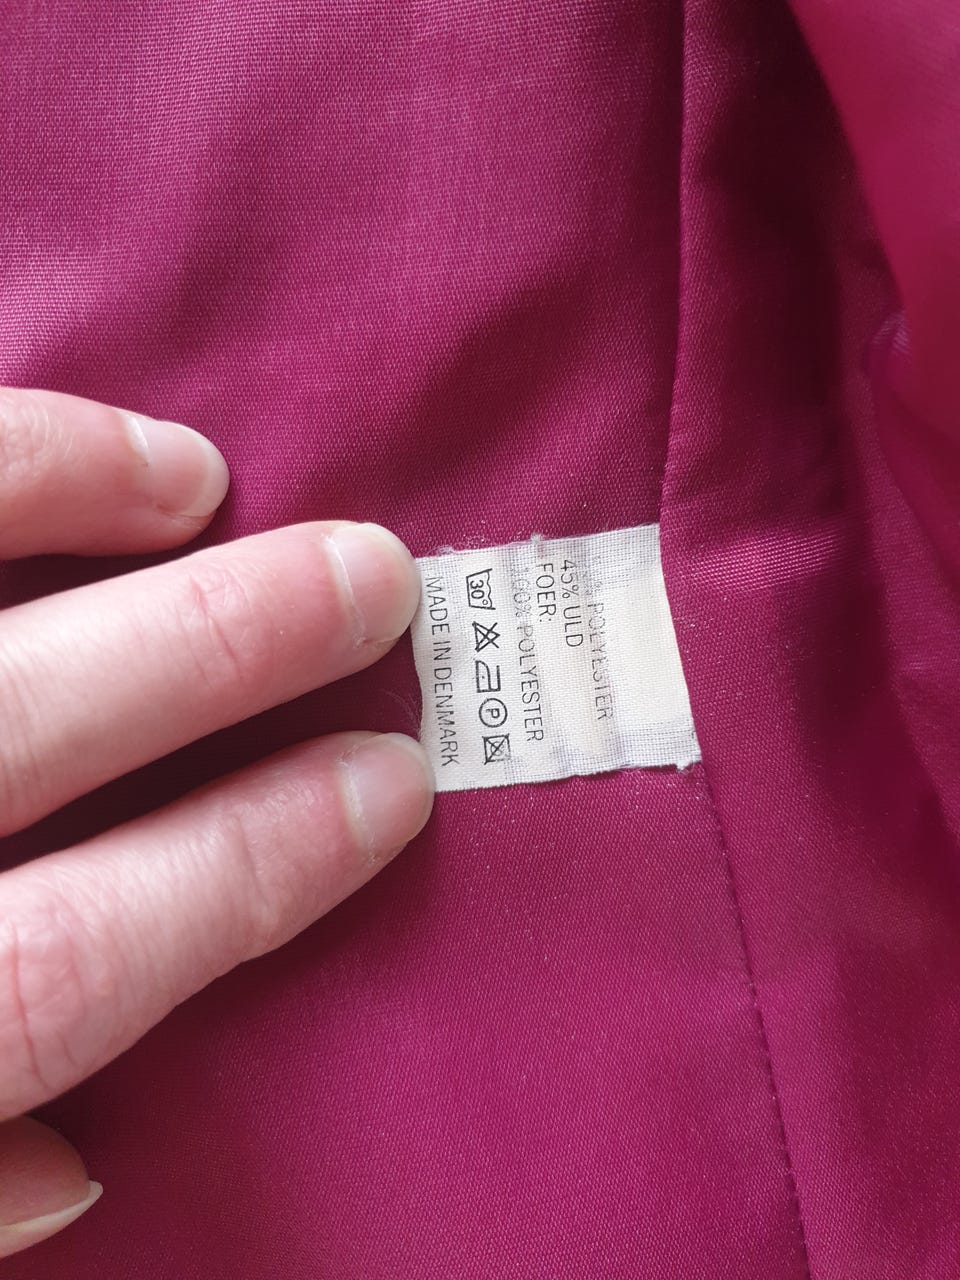 % POLYESTER
45% ULD
FOER:
100% POLYESTER
30°
P
MADE IN DENMARK